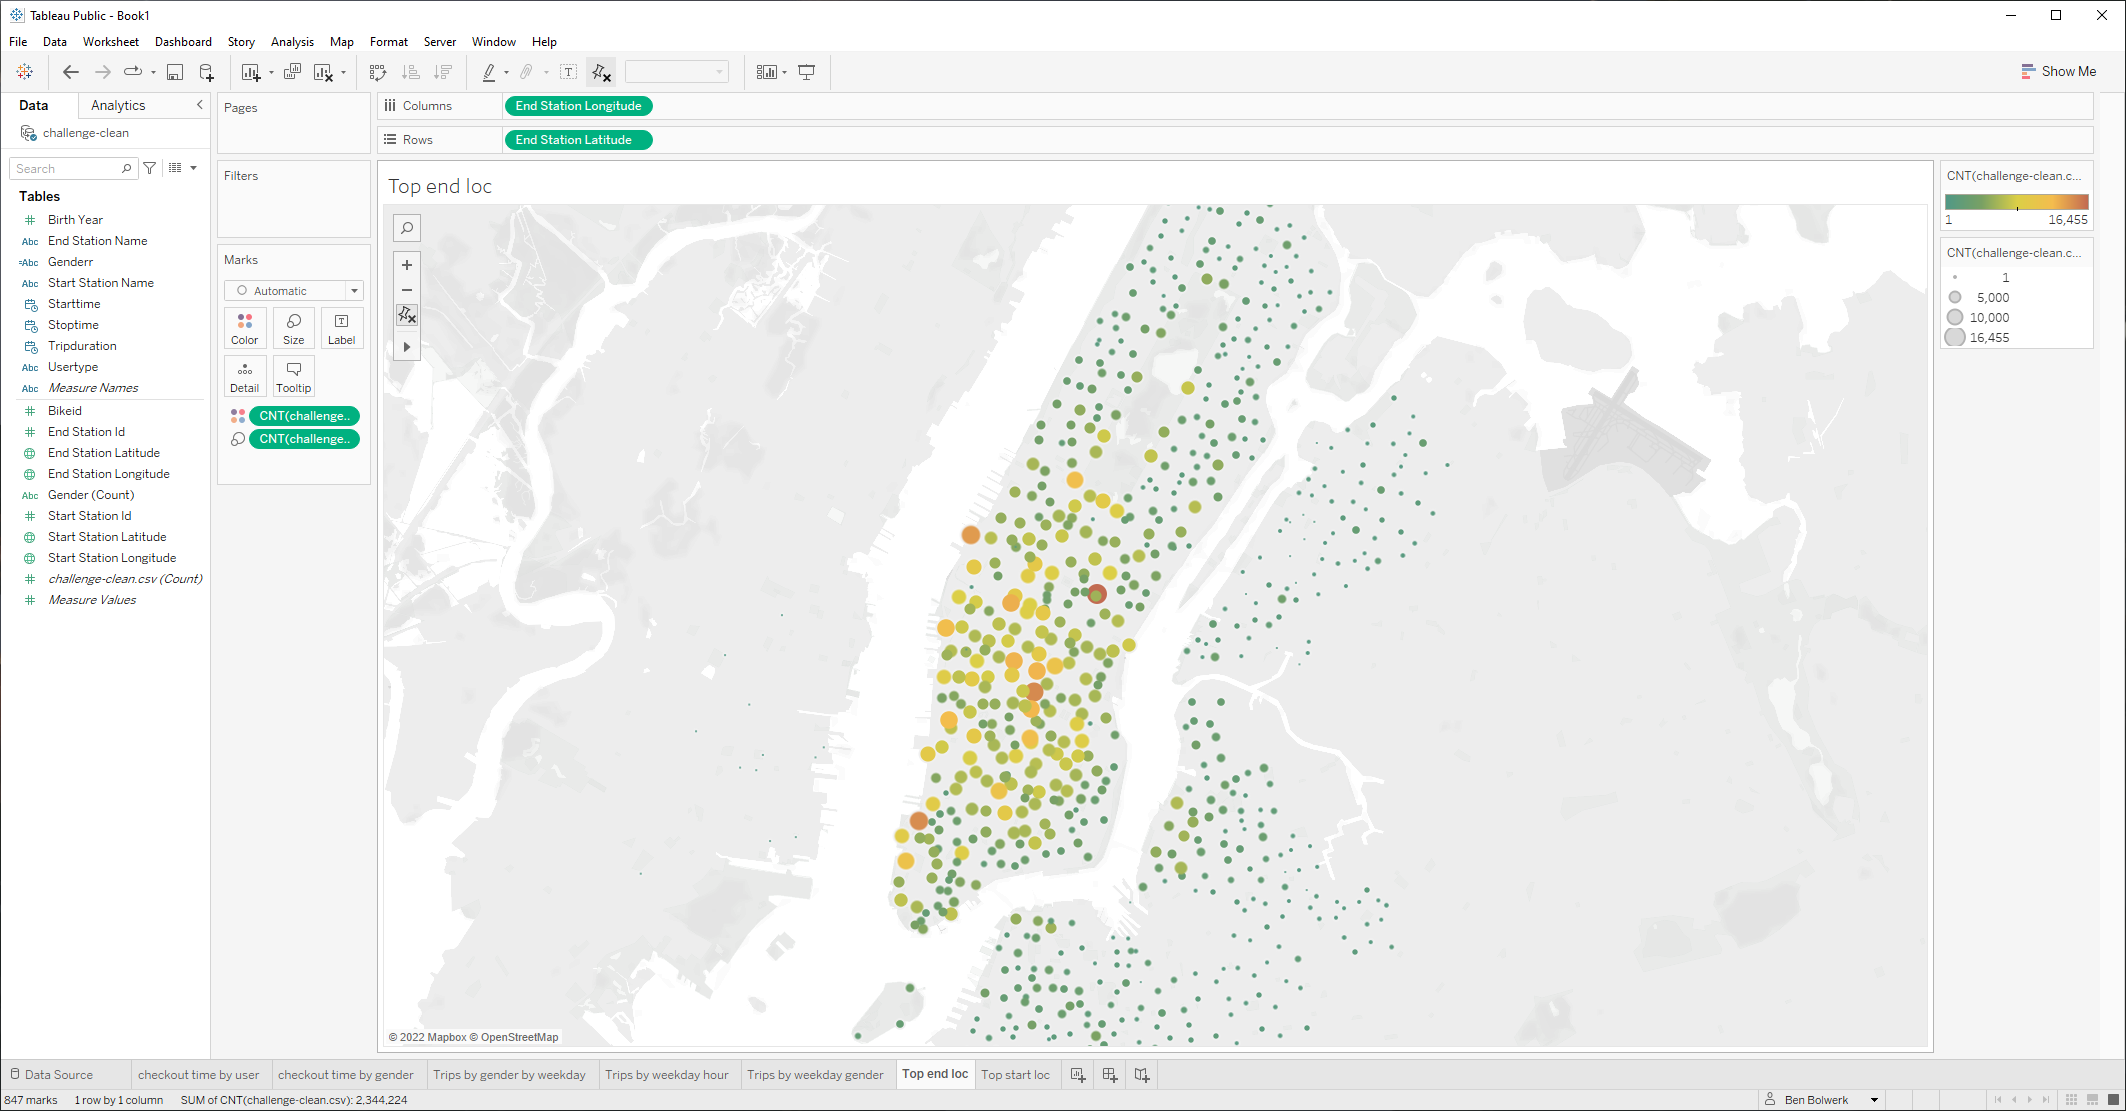 Tableau Public - Book1
File Data Worksheet Dashboard Story Analysis Map Format Server Window Help
Show Me
Data Analytics
challenge-clean
Search
Tables
Birth Year
Abc End Station Name
=Abc Genderr
Abc Start Station Name
Starttime
Stoptime
Tripduration
Abc Usertype
Abc Measure Names
Bikeid
End Station Id
End Station Latitude
End Station Longitude
Abc Gender (Count)
Start Station Id
Start Station Latitude
Start Station Longitude
challenge-clean.csv (Count)
Measure Values
Pages
Filters
Marks
Automatic
Color Size Label
Detail Tooltip
CNT(challenge..
CNT(challenge..
Columns End Station Longitude
Rows End Station Latitude
Top end loc
© 2022 Mapbox © OpenStreetMap
CNT(challenge-clean.c...
1 16,455
CNT(challenge-clean.c...
1
5,000
10,000
16,455
Data Source checkout time by user checkout time by gender Trips by gender by weekday Trips by weekday hour Trips by weekday gender Top end loc Top start loc
847 marks 1 row by 1 column SUM of CNT(challenge-clean.csv): 2,344,224 Ben Bolwerk